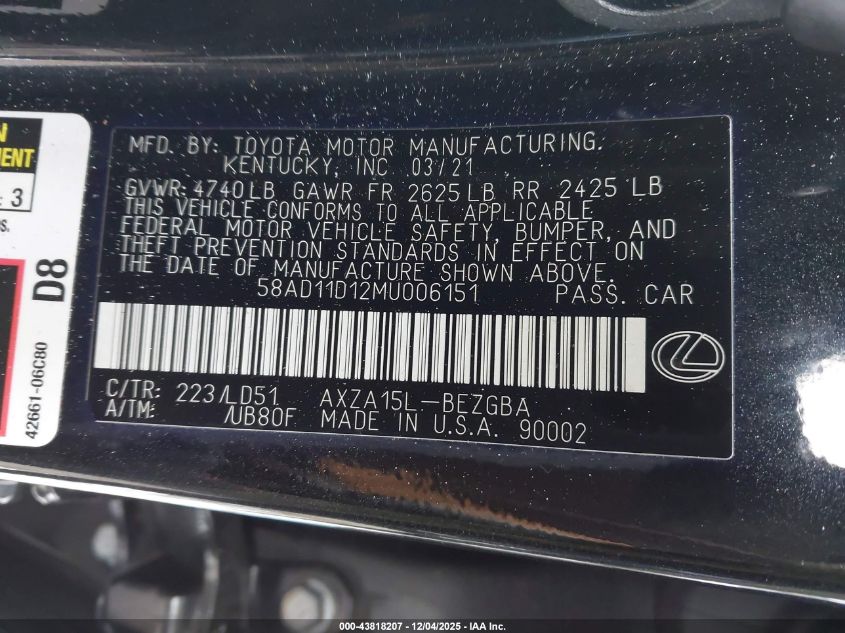 MFD. BY: TOYOTA MOTOR MANUFACTURING.
KENTUCKY, INC 03/21
GVWR: 4740 LB GAWR FR 2625 LB RR 2425 LB
THIS VEHICLE CONFORMS TO ALL APPLICABLE
FEDERAL MOTOR VEHICLE SAFETY, BUMPER, AND
THEFT PREVENTION STANDARDS IN EFFECT ON
THE DATE OF MANUFACTURE SHOWN ABOVE.
58AD11D12MU006151 PASS. CAR
C/TR: 223/LD51 AXZA15L-BEZGBA
A/TM: /UB80F MADE IN U.S.A. 90002
: 3
D8
42661-06C80
000-43818207 - 12/04/2025 - IAA Inc.